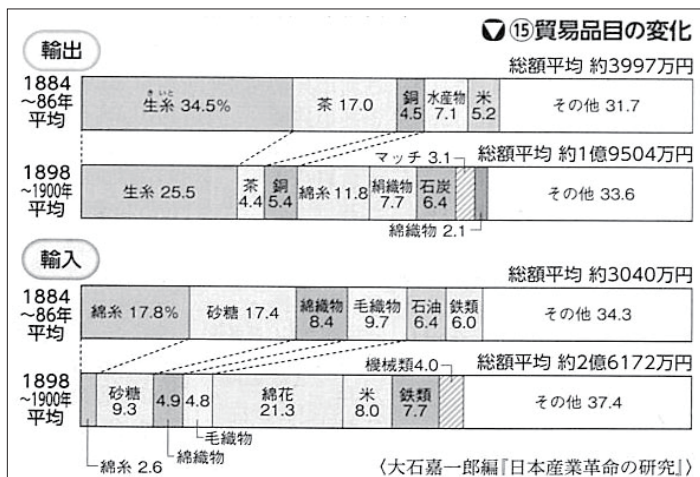 ▼⑮貿易品目の変化
輸出
総額平均 約3997万円
1884
～86年
平均
きいと
生糸 34.5%
茶 17.0
銅
4.5
水産物
7.1
米
5.2
その他 31.7
マッチ 3.1
総額平均 約1億9504万円
1898
～1900年
平均
生糸 25.5
茶
4.4
銅
5.4
綿糸 11.8
絹織物
7.7
石炭
6.4
その他 33.6
綿織物 2.1
輸入
総額平均 約3040万円
1884
～86年
平均
綿糸 17.8%
砂糖 17.4
綿織物
8.4
毛織物
9.7
石油
6.4
鉄類
6.0
その他 34.3
機械類4.0
総額平均 約2億6172万円
1898
～1900年
平均
砂糖
9.3
4.9
4.8
綿花
21.3
米
8.0
鉄類
7.7
その他 37.4
毛織物
綿織物
綿糸 2.6
〈大石嘉一郎編『日本産業革命の研究』〉